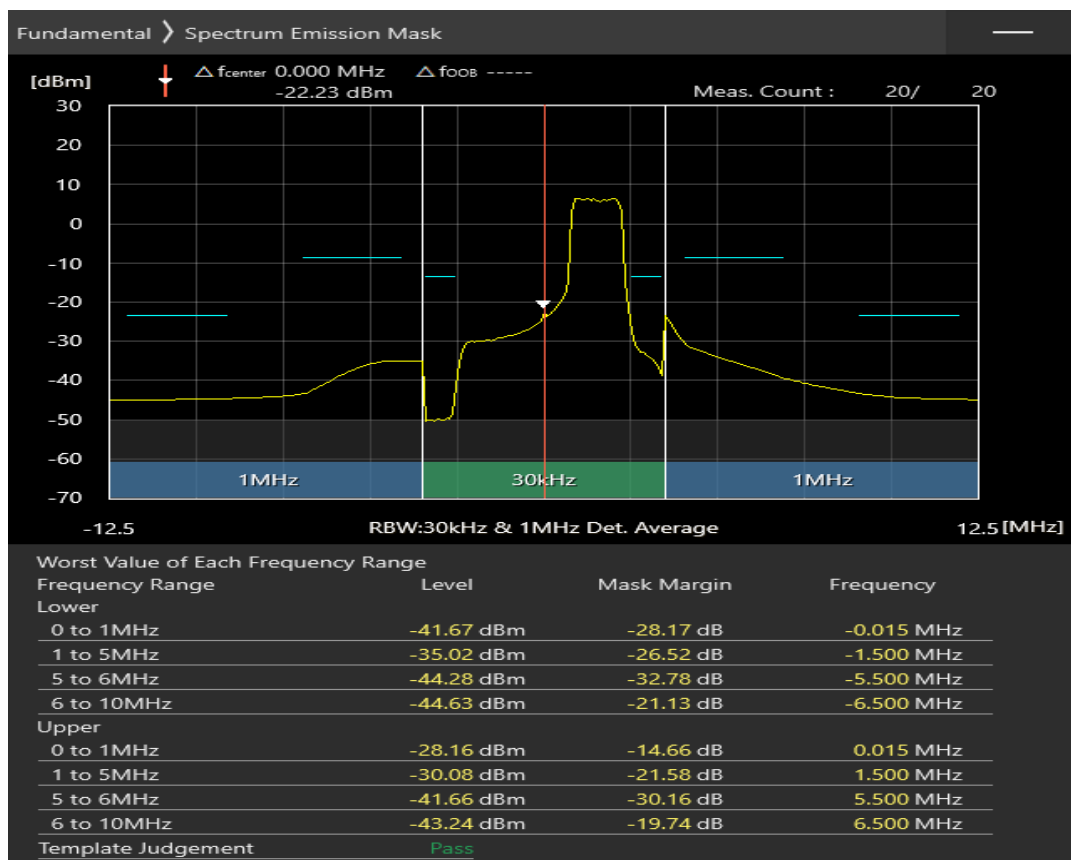 Fundamental ❯ Spectrum Emission Mask
[dBm] △ fcenter 0.000 MHz △ fOOB -----
-22.23 dBm Meas. Count : 20/ 20
30
20
10
0
-10
-20
-30
-40
-50
-60
1MHz 30kHz 1MHz
-70
-12.5 RBW:30kHz & 1MHz Det. Average 12.5 [MHz]
Worst Value of Each Frequency Range
Frequency Range Level Mask Margin Frequency
Lower
0 to 1MHz -41.67 dBm -28.17 dB -0.015 MHz
1 to 5MHz -35.02 dBm -26.52 dB -1.500 MHz
5 to 6MHz -44.28 dBm -32.78 dB -5.500 MHz
6 to 10MHz -44.63 dBm -21.13 dB -6.500 MHz
Upper
0 to 1MHz -28.16 dBm -14.66 dB 0.015 MHz
1 to 5MHz -30.08 dBm -21.58 dB 1.500 MHz
5 to 6MHz -41.66 dBm -30.16 dB 5.500 MHz
6 to 10MHz -43.24 dBm -19.74 dB 6.500 MHz
Template Judgement Pass